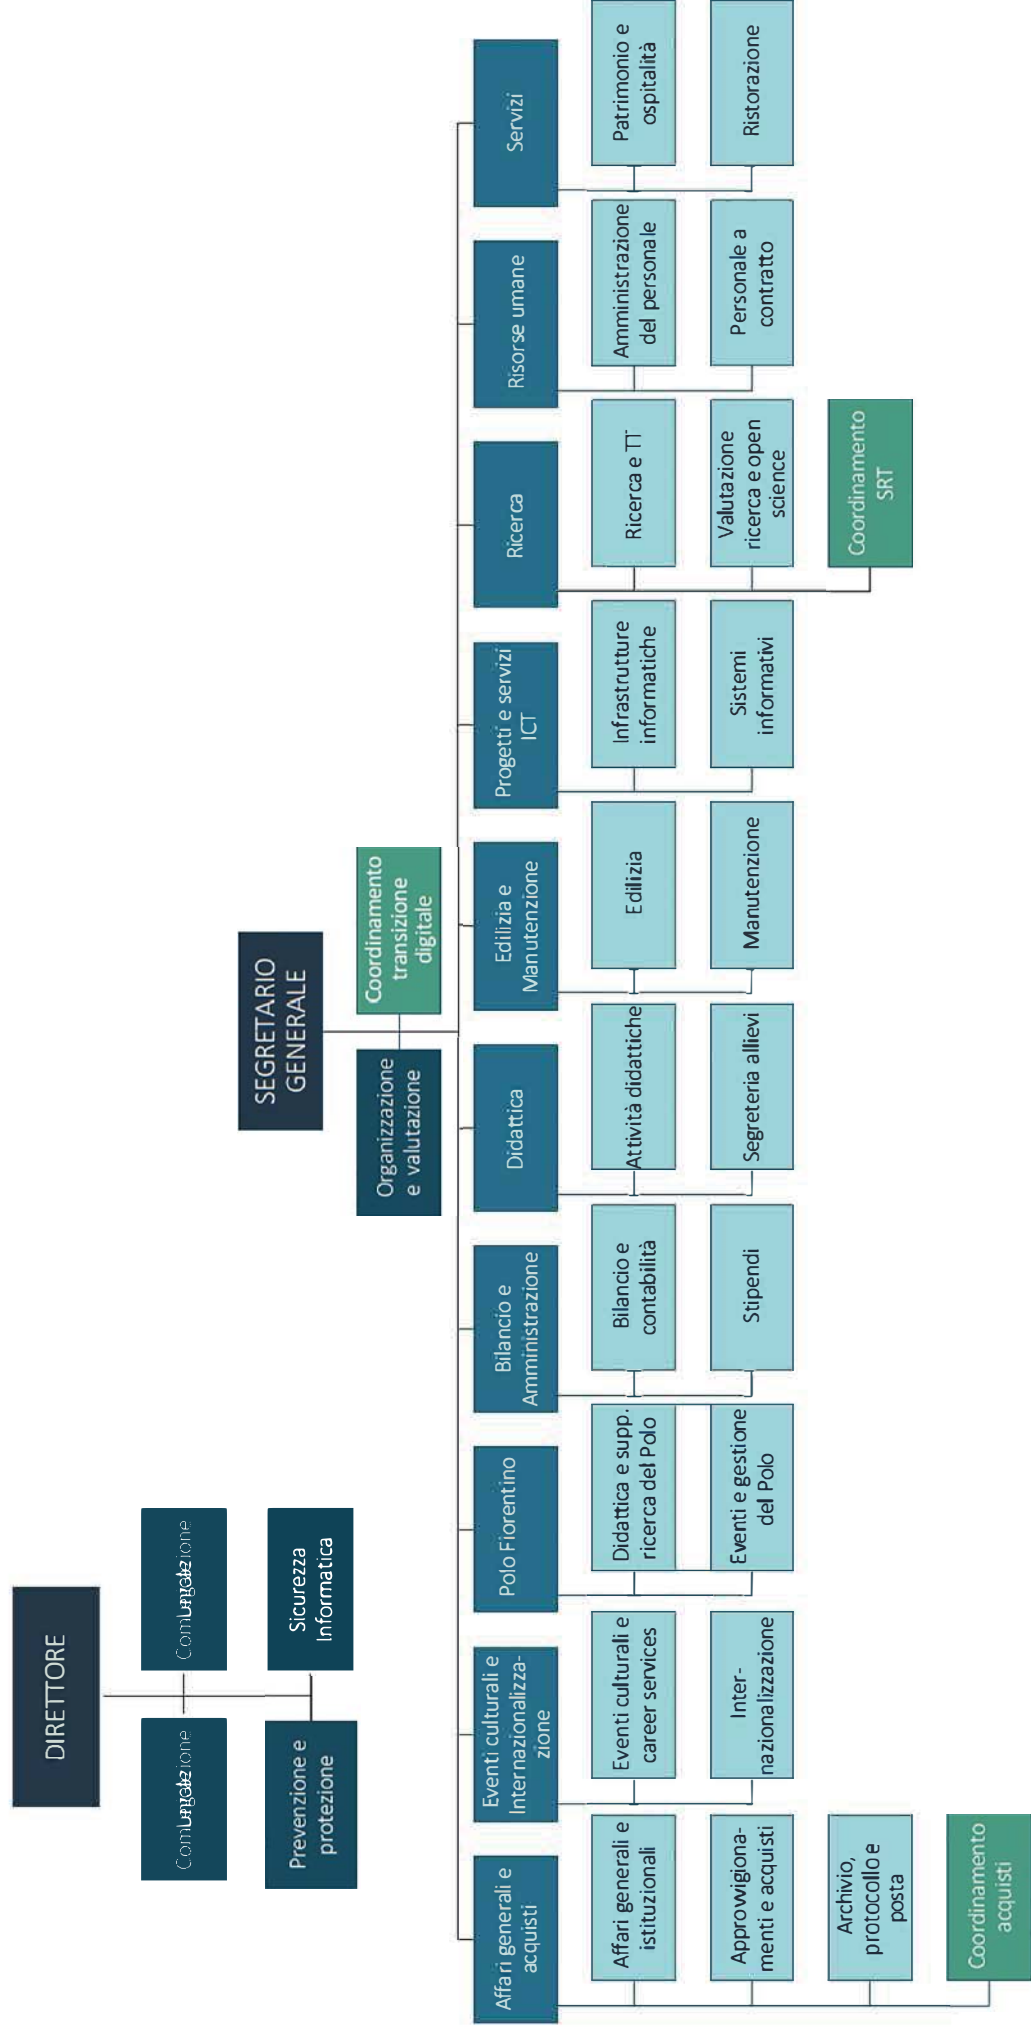 DIRETTORE
Prevenzione e
protezione
Sicurezza
Informatica
SEGRETARIO
GENERALE
Organizzazione
e valutazione
Coordinamento
transizione
digitale
Affari generali e
acquisti
Affari generali e
istituzionali
Approvvigiona-
menti e acquisti
Archivio,
protocollo e
posta
Coordinamento
acquisti
Eventi culturali e
Internazionalizza-
zione
Eventi culturali e
career services
Inter-
nazionalizzazione
Polo Fiorentino
Didattica e supp.
ricerca del Polo
Eventi e gestione
del Polo
Bilancio e
Amministrazione
Bilancio e
contabilità
Stipendi
Didattica
Attività didattiche
Segreteria allievi
Edilizia e
Manutenzione
Edilizia
Manutenzione
Progetti e servizi
ICT
Infrastrutture
informatiche
Sistemi
informativi
Ricerca
Ricerca e TT
Valutazione
ricerca e open
science
Coordinamento
SRT
Risorse umane
Amministrazione
del personale
Personale a
contratto
Servizi
Patrimonio e
ospitalità
Ristorazione